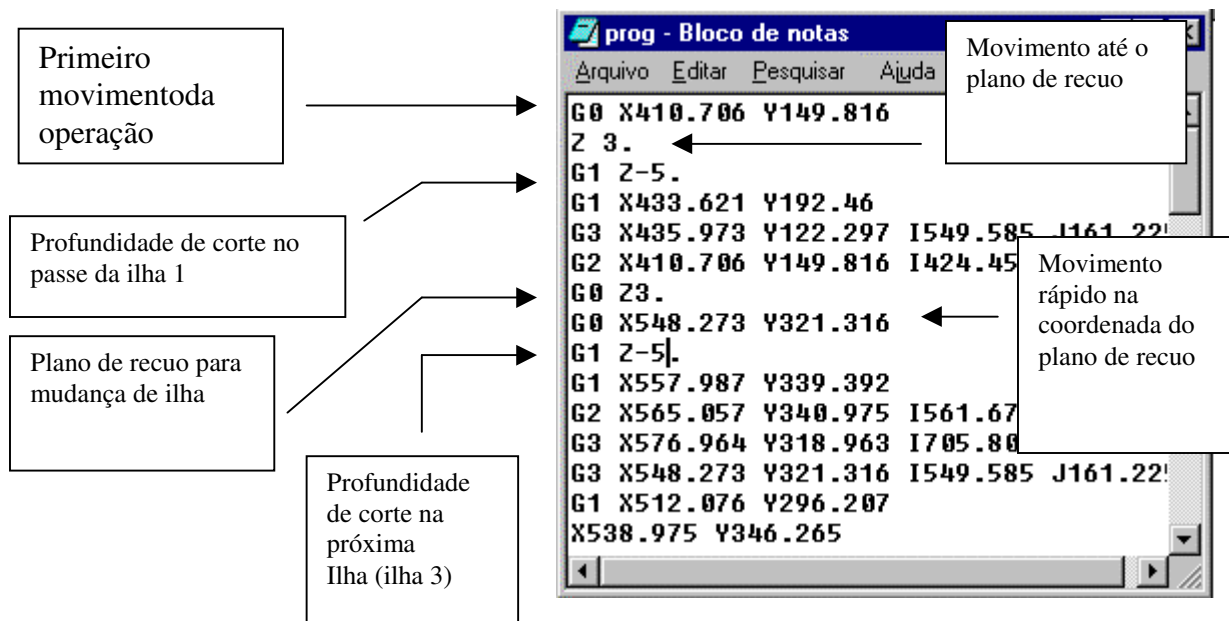 Primeiro
movimentoda
operação
Profundidade de corte no
passe da ilha 1
Plano de recuo para
mudança de ilha
Profundidade
de corte na
próxima
Ilha (ilha 3)
prog - Bloco de notas
Arquivo Editar Pesquisar Ajuda
G0 X410.706 Y149.816
Z 3.
G1 Z-5.
G1 X433.621 Y192.46
G3 X435.973 Y122.297 I549.585 J161.22
G2 X410.706 Y149.816 I424.45
G0 Z3.
G0 X548.273 Y321.316
G1 Z-5.
G1 X557.987 Y339.392
G2 X565.057 Y340.975 I561.67
G3 X576.964 Y318.963 I705.80
G3 X548.273 Y321.316 I549.585 J161.22
G1 X512.076 Y296.207
X538.975 Y346.265
Movimento até o
plano de recuo
Movimento
rápido na
coordenada do
plano de recuo